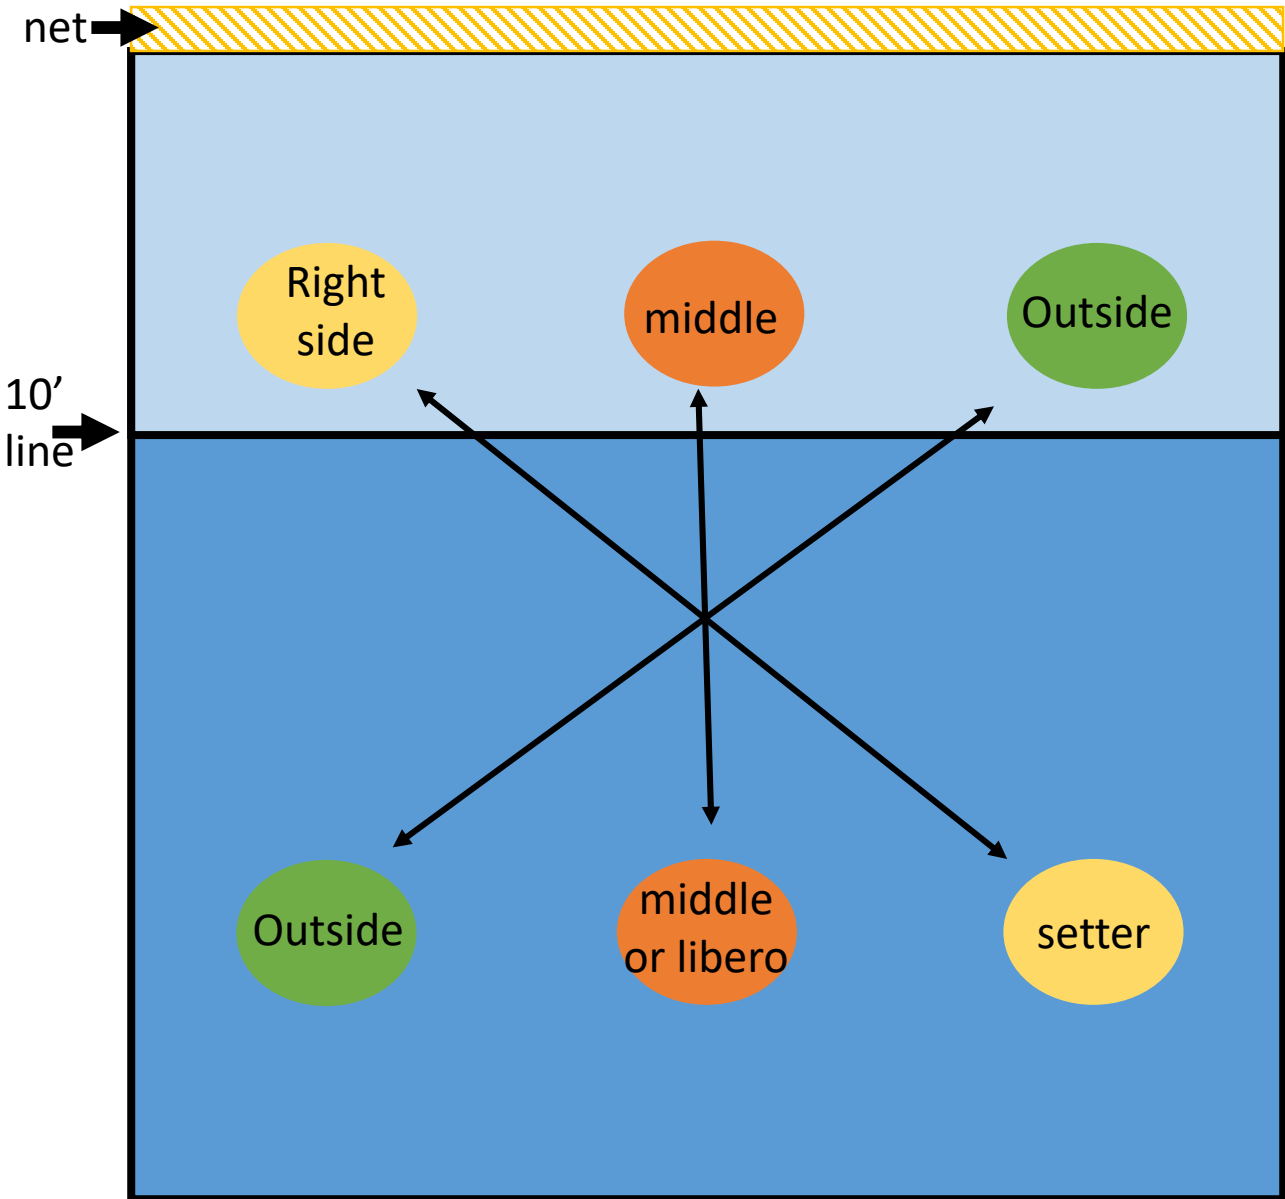 net
Right
side
middle
Outside
10’
line
Outside
middle
or libero
setter